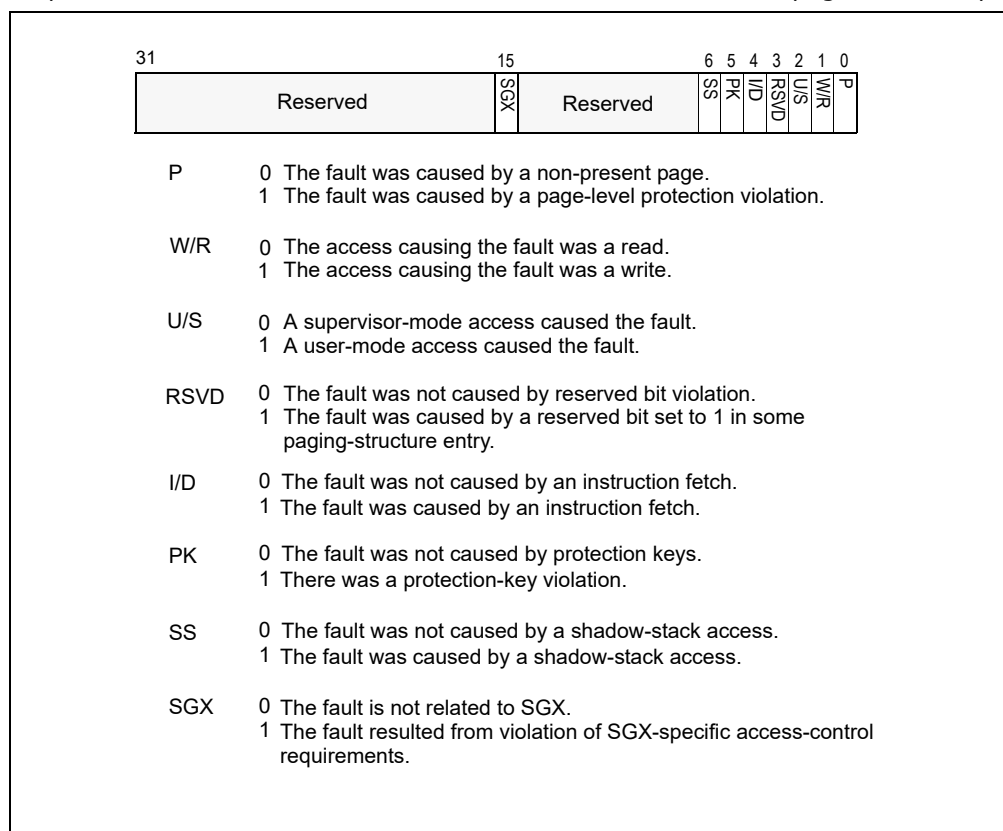 31 15 6 5 4 3 2 1 0
Reserved SGX Reserved SS PK I/D RSVD U/S W/R P
P 0 The fault was caused by a non-present page.
1 The fault was caused by a page-level protection violation.
W/R 0 The access causing the fault was a read.
1 The access causing the fault was a write.
U/S 0 A supervisor-mode access caused the fault.
1 A user-mode access caused the fault.
RSVD 0 The fault was not caused by reserved bit violation.
1 The fault was caused by a reserved bit set to 1 in some
paging-structure entry.
I/D 0 The fault was not caused by an instruction fetch.
1 The fault was caused by an instruction fetch.
PK 0 The fault was not caused by protection keys.
1 There was a protection-key violation.
SS 0 The fault was not caused by a shadow-stack access.
1 The fault was caused by a shadow-stack access.
SGX 0 The fault is not related to SGX.
1 The fault resulted from violation of SGX-specific access-control
requirements.